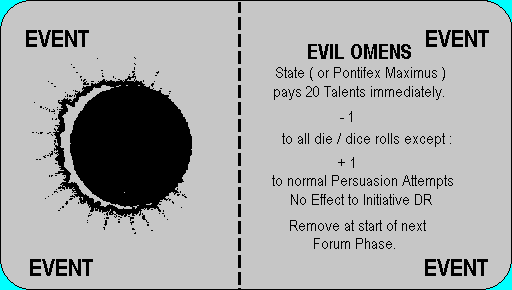 EVENT
EVENT
EVIL OMENS
EVENT
State ( or Pontifex Maximus )
pays 20 Talents immediately.
- 1
to all die / dice rolls except :
+ 1
to normal Persuasion Attempts
No Effect to Initiative DR
Remove at start of next
Forum Phase.
EVENT